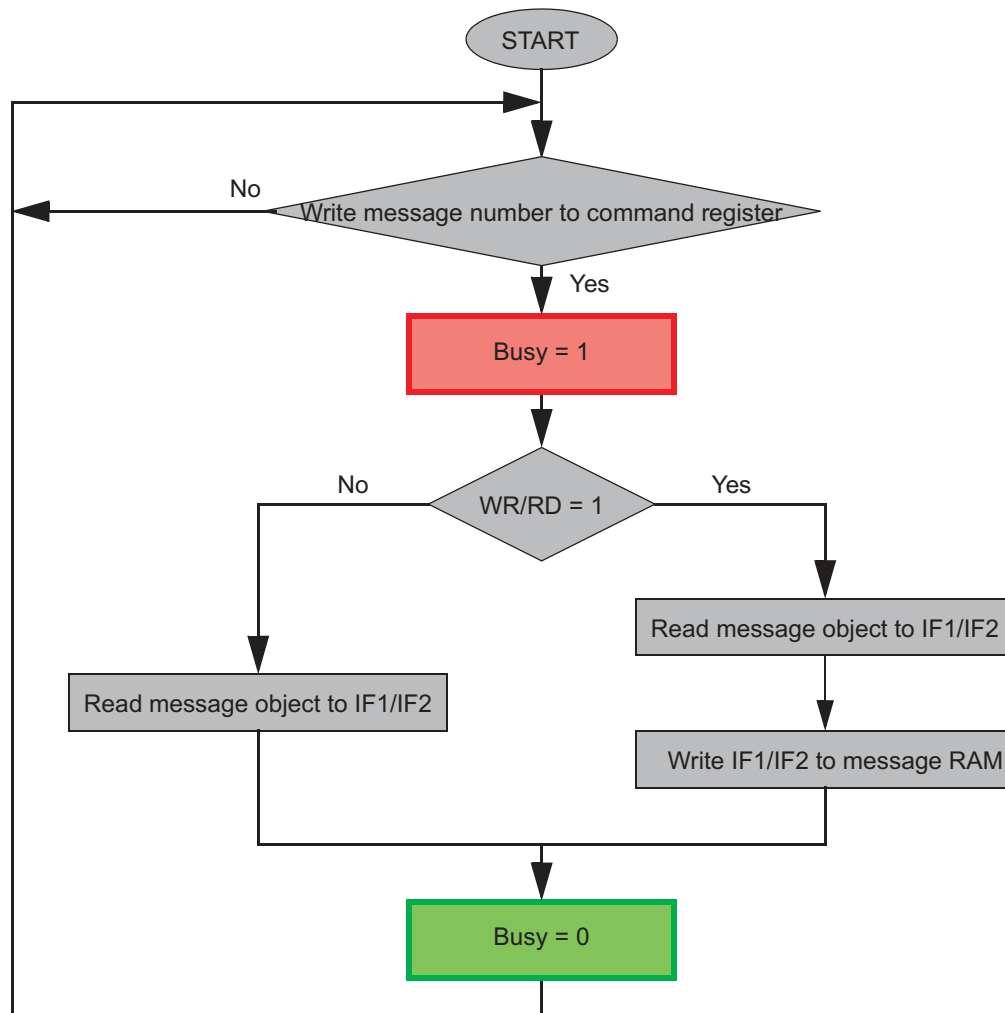 START
No
Write message number to command register
Yes
Busy = 1
No
Yes
WR/RD = 1
Read message object to IF1/IF2
Read message object to IF1/IF2
Write IF1/IF2 to message RAM
Busy = 0